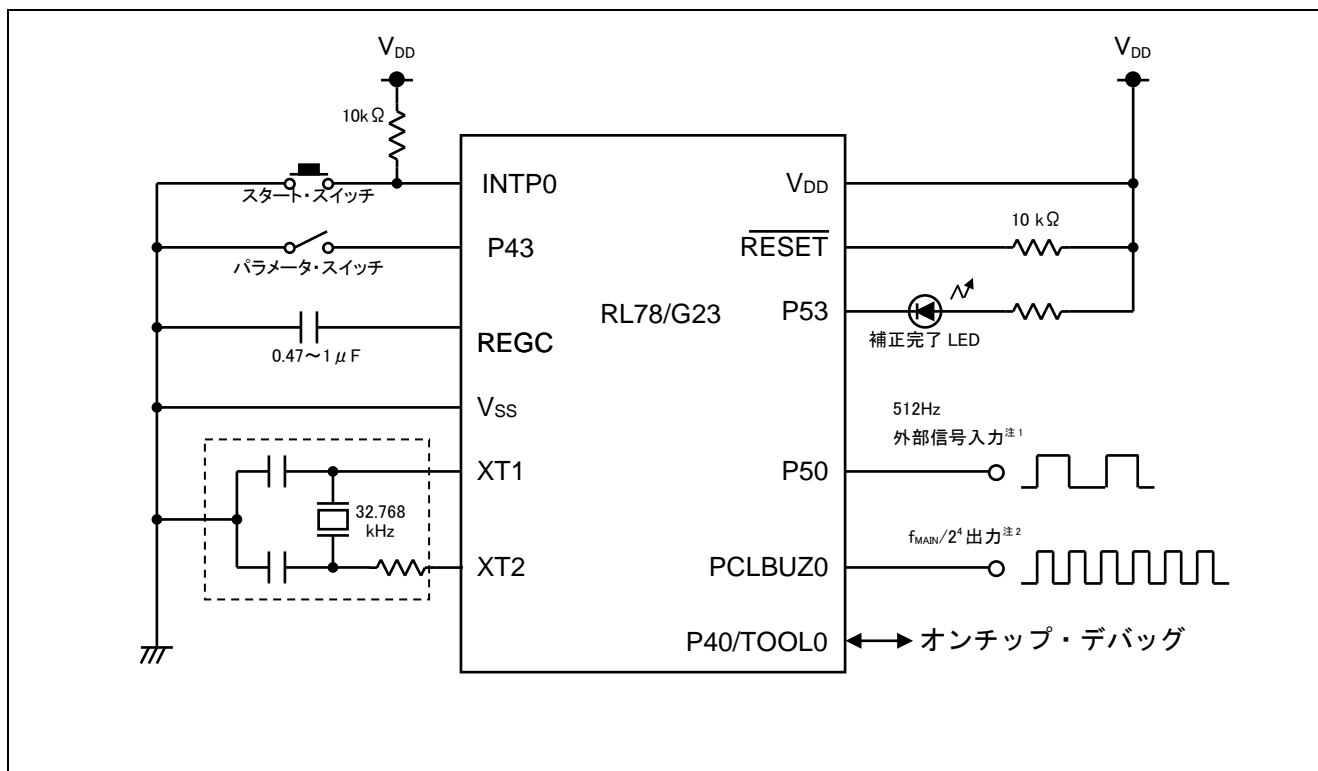 VDD
10kΩ
スタート・スイッチ
パラメータ・スイッチ
0.47~1μF
32.768
kHz
INTP0
P43
REGC
VSS
XT1
XT2
RL78/G23
VDD
RESET
P53
P50
PCLBUZ0
P40/TOOL0
VDD
10 kΩ
補正完了 LED
512Hz
外部信号入力注1
fMAIN/2⁴ 出力注2
オンチップ・デバッグ